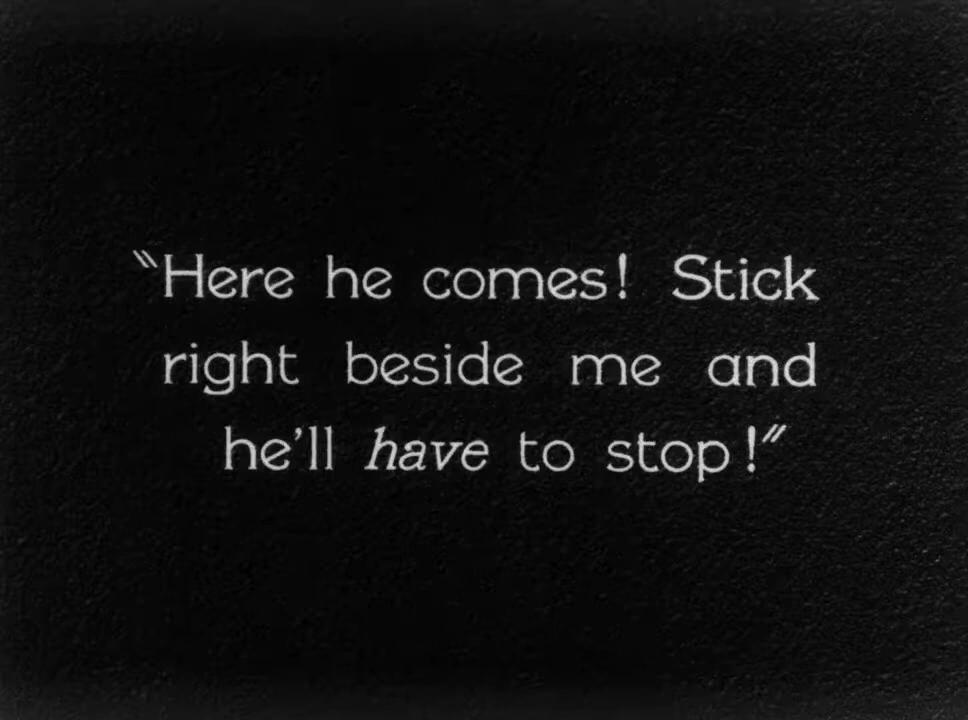 "Here he comes! Stick
right beside me and
he'll have to stop!"